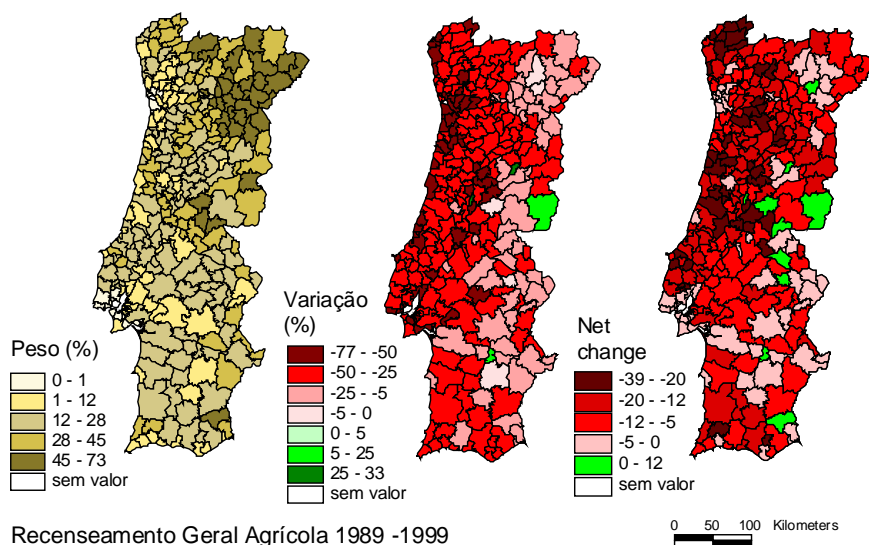 Peso (%)
0 - 1
1 - 12
12 - 28
28 - 45
45 - 73
sem valor
Variação
(%)
-77 - -50
-50 - -25
-25 - -5
-5 - 0
0 - 5
5 - 25
25 - 33
sem valor
Net
change
-39 - -20
-20 - -12
-12 - -5
-5 - 0
0 - 12
sem valor
Recenseamento Geral Agrícola 1989 -1999
0 50 100 Kilometers